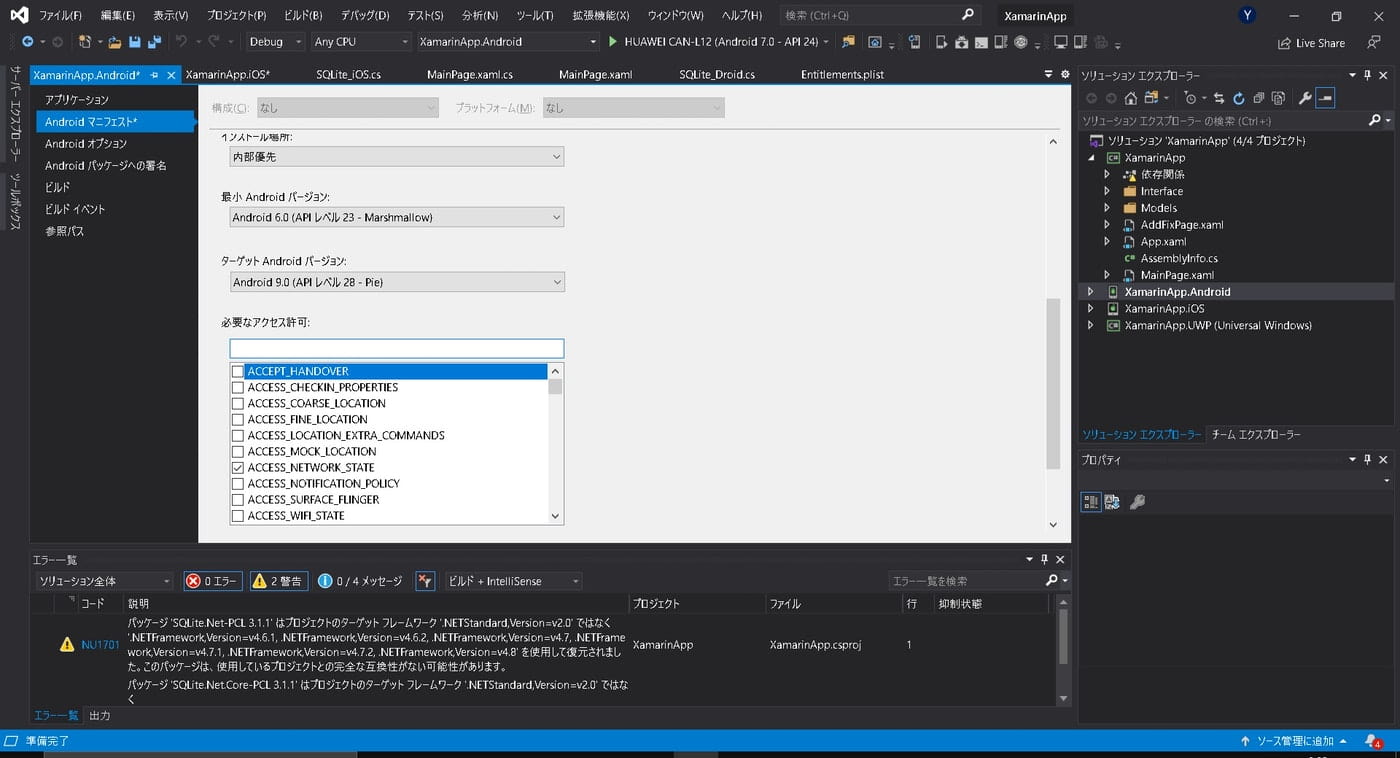 ファイル(F) 編集(E) 表示(V) プロジェクト(P) ビルド(B) デバッグ(D) テスト(S) 分析(N) ツール(T) 拡張機能(X) ウィンドウ(W) ヘルプ(H) 検索 (Ctrl+Q) XamarinApp Y
Debug Any CPU XamarinApp.Android HUAWEI CAN-L12 (Android 7.0 - API 24) Live Share
サーバー エクスプローラー
ツールボックス
XamarinApp.Android* XamarinApp.iOS* SQLite_iOS.cs MainPage.xaml.cs MainPage.xaml SQLite_Droid.cs Entitlements.plist
アプリケーション
Android マニフェスト*
Android オプション
Android パッケージへの署名
ビルド
ビルド イベント
参照パス
構成(C): なし プラットフォーム(M): なし
インストール場所:
内部優先
最小 Android バージョン:
Android 6.0 (API レベル 23 - Marshmallow)
ターゲット Android バージョン:
Android 9.0 (API レベル 28 - Pie)
必要なアクセス許可:
ACCEPT_HANDOVER
ACCESS_CHECKIN_PROPERTIES
ACCESS_COARSE_LOCATION
ACCESS_FINE_LOCATION
ACCESS_LOCATION_EXTRA_COMMANDS
ACCESS_MOCK_LOCATION
ACCESS_NETWORK_STATE
ACCESS_NOTIFICATION_POLICY
ACCESS_SURFACE_FLINGER
ACCESS_WIFI_STATE
ソリューション エクスプローラー
ソリューション エクスプローラー の検索 (Ctrl+:)
ソリューション 'XamarinApp' (4/4 プロジェクト)
XamarinApp
依存関係
Interface
Models
AddFixPage.xaml
App.xaml
AssemblyInfo.cs
MainPage.xaml
XamarinApp.Android
XamarinApp.iOS
XamarinApp.UWP (Universal Windows)
ソリューション エクスプローラー チーム エクスプローラー
プロパティ
エラー一覧
ソリューション全体 0 エラー 2 警告 0 / 4 メッセージ ビルド + IntelliSense エラー一覧を検索
コード 説明 プロジェクト ファイル 行 抑制状態
NU1701 パッケージ 'SQLite.Net-PCL 3.1.1' はプロジェクトのターゲット フレームワーク '.NETStandard,Version=v2.0' ではなく
'.NETFramework,Version=v4.6.1, .NETFramework,Version=v4.6.2, .NETFramework,Version=v4.7, .NETFrame
work,Version=v4.7.1, .NETFramework,Version=v4.7.2, .NETFramework,Version=v4.8' を使用して復元されまし
た。このパッケージは、使用しているプロジェクトとの完全な互換性がない可能性があります。 XamarinApp XamarinApp.csproj 1
パッケージ 'SQLite.Net.Core-PCL 3.1.1' はプロジェクトのターゲット フレームワーク '.NETStandard,Version=v2.0' ではな
く
エラー一覧 出力
準備完了 ソース管理に追加 4